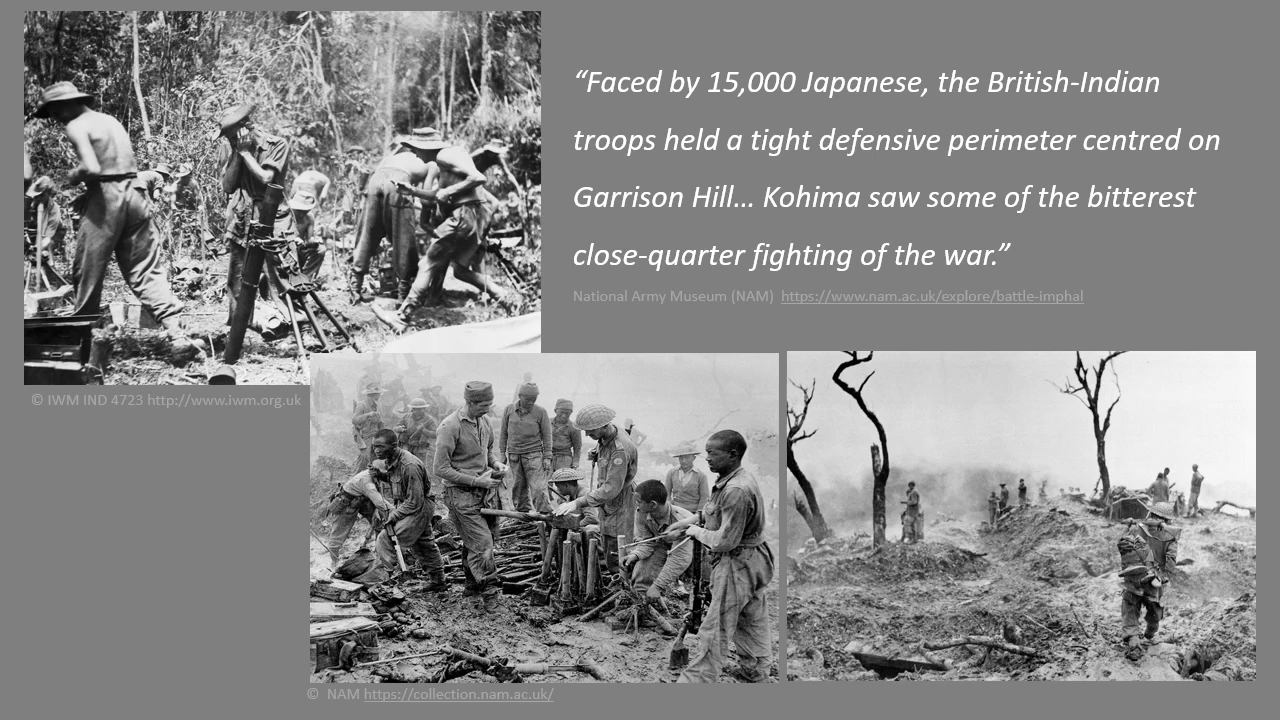 “Faced by 15,000 Japanese, the British-Indian
troops held a tight defensive perimeter centred on
Garrison Hill… Kohima saw some of the bitterest
close-quarter fighting of the war.”
National Army Museum (NAM) https://www.nam.ac.uk/explore/battle-imphal
© IWM IND 4723 http://www.iwm.org.uk
© NAM https://collection.nam.ac.uk/